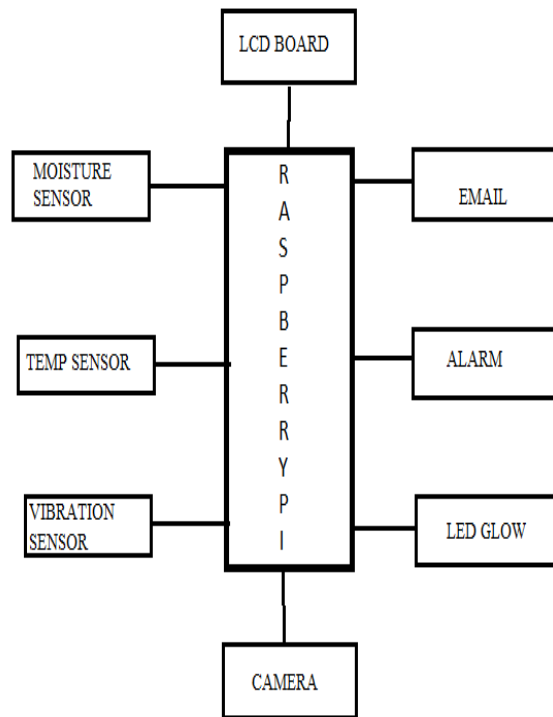 LCD BOARD
MOISTURE
SENSOR
TEMP SENSOR
VIBRATION
SENSOR
R
A
S
P
B
E
R
R
Y
P
I
EMAIL
ALARM
LED GLOW
CAMERA